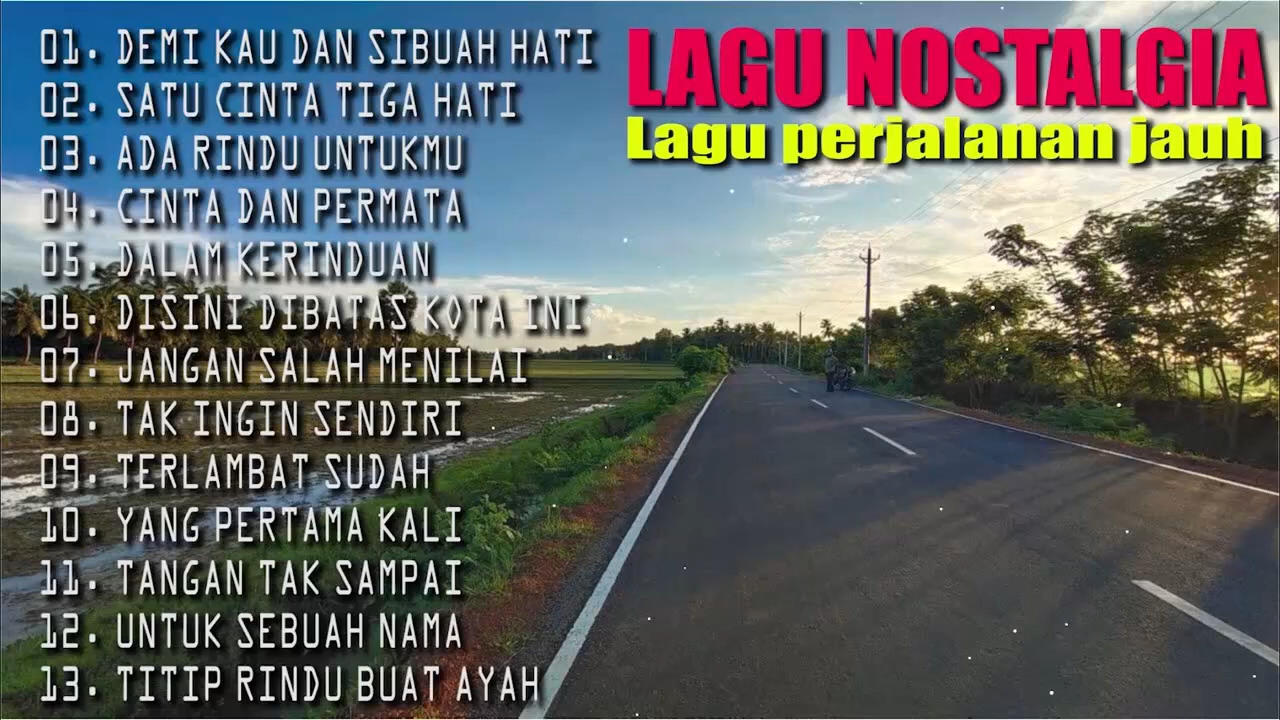 01. DEMI KAU DAN SIBUAH HATI
02. SATU CINTA TIGA HATI
03. ADA RINDU UNTUKMU
04. CINTA DAN PERMATA
05. DALAM KERINDUAN
06. DISINI DIBATAS KOTA INI
07. JANGAN SALAH MENILAI
08. TAK INGIN SENDIRI
09. TERLAMBAT SUDAH
10. YANG PERTAMA KALI
11. TANGAN TAK SAMPAI
12. UNTUK SEBUAH NAMA
13. TITIP RINDU BUAT AYAH
LAGU NOSTALGIA
Lagu perjalanan jauh